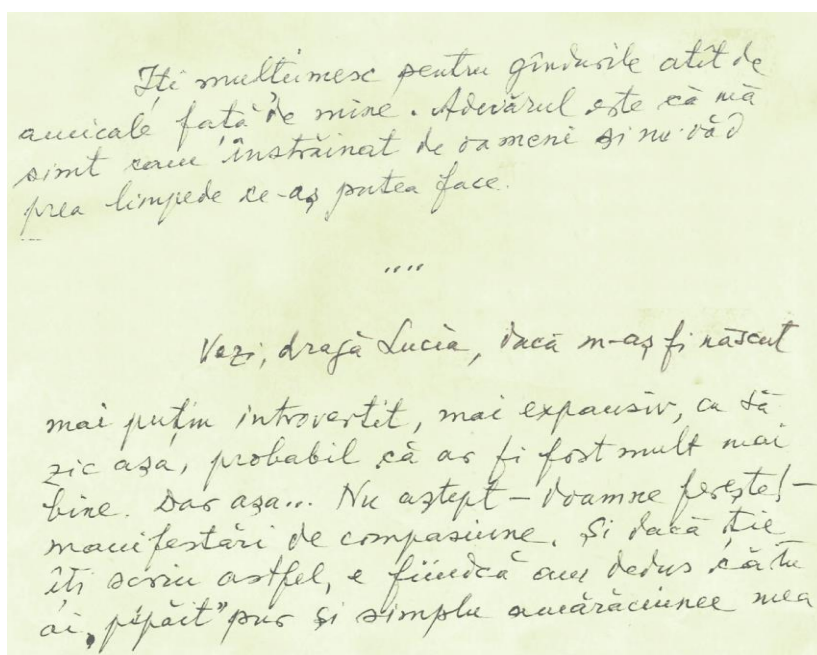 Îți mulțumesc pentru gîndurile atît de
amicale față de mine. Adevărul este că mă
simt cam înstrăinat de oameni și nu văd
prea limpede ce-aș putea face.
....
Vezi, dragă Lucia, dacă m-aș fi născut
mai puțin introvertit, mai expansiv, ca să
zic așa, probabil că ar fi fost mult mai
bine. Dar așa... Nu aștept – doamne ferește! –
manifestări de compasiune. Și dacă ție
îți scriu astfel, e fiindcă am dedus că tu
ai „pipăit" pur și simplu amărăciunea mea